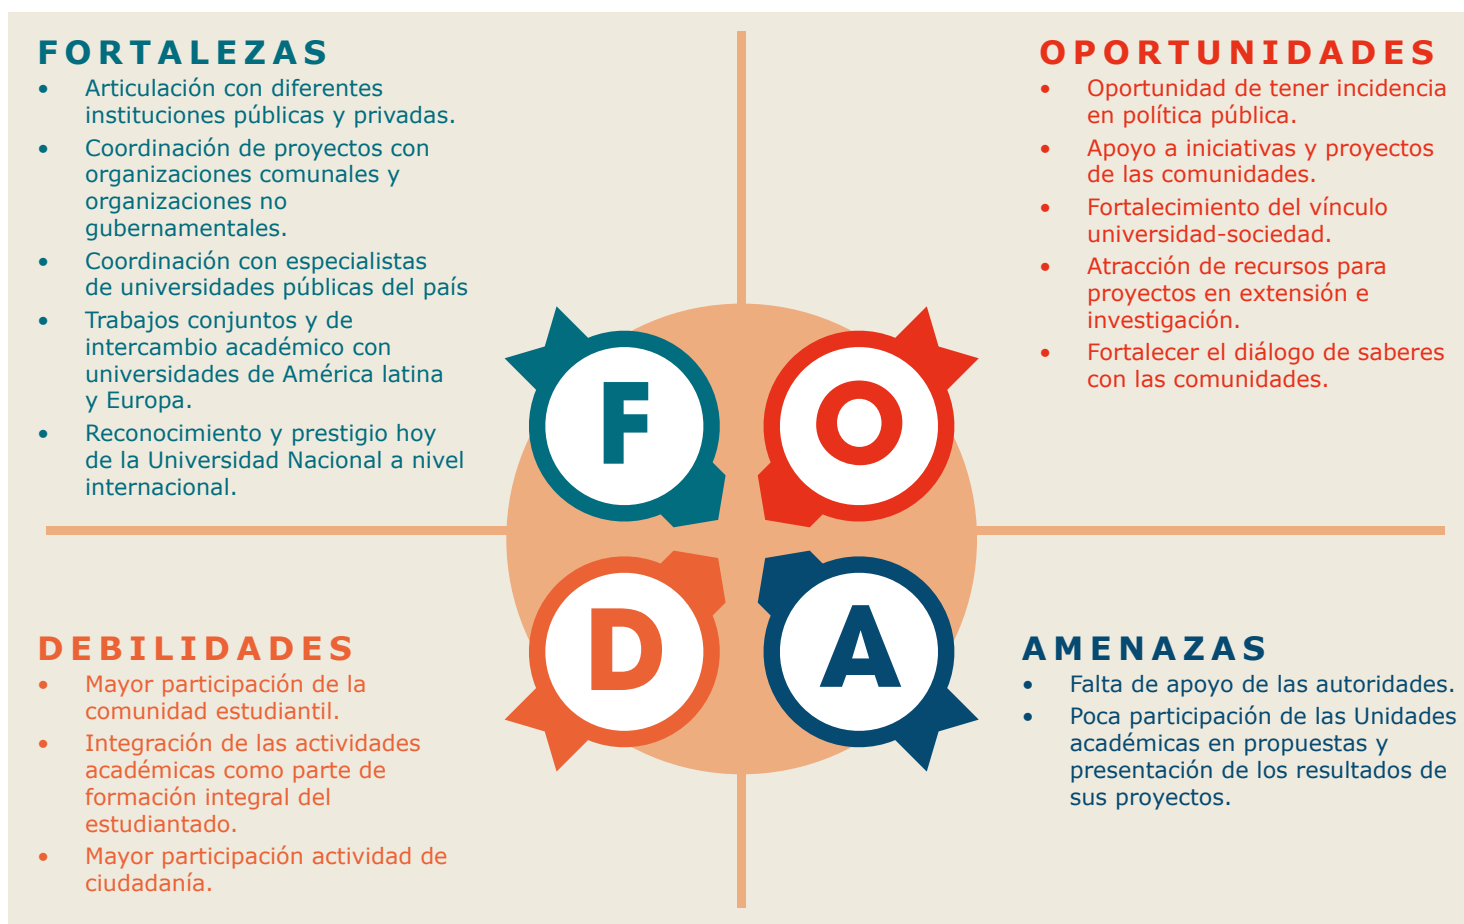 FORTALEZAS
• Articulación con diferentes
instituciones públicas y privadas.
• Coordinación de proyectos con
organizaciones comunales y
organizaciones no
gubernamentales.
• Coordinación con especialistas
de universidades públicas del país
• Trabajos conjuntos y de
intercambio académico con
universidades de América latina
y Europa.
• Reconocimiento y prestigio hoy
de la Universidad Nacional a nivel
internacional.
OPORTUNIDADES
• Oportunidad de tener incidencia
en política pública.
• Apoyo a iniciativas y proyectos
de las comunidades.
• Fortalecimiento del vínculo
universidad-sociedad.
• Atracción de recursos para
proyectos en extensión e
investigación.
• Fortalecer el diálogo de saberes
con las comunidades.
F
O
D
A
DEBILIDADES
• Mayor participación de la
comunidad estudiantil.
• Integración de las actividades
académicas como parte de
formación integral del
estudiantado.
• Mayor participación actividad de
ciudadanía.
AMENAZAS
• Falta de apoyo de las autoridades.
• Poca participación de las Unidades
académicas en propuestas y
presentación de los resultados de
sus proyectos.